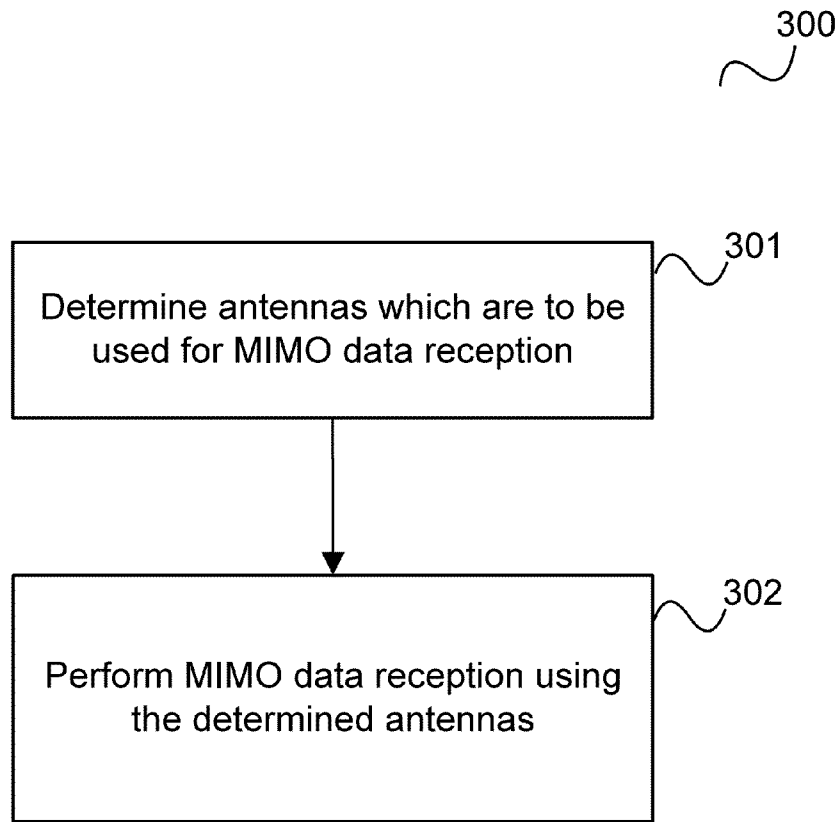 300
301
Determine antennas which are to be
used for MIMO data reception
302
Perform MIMO data reception using
the determined antennas